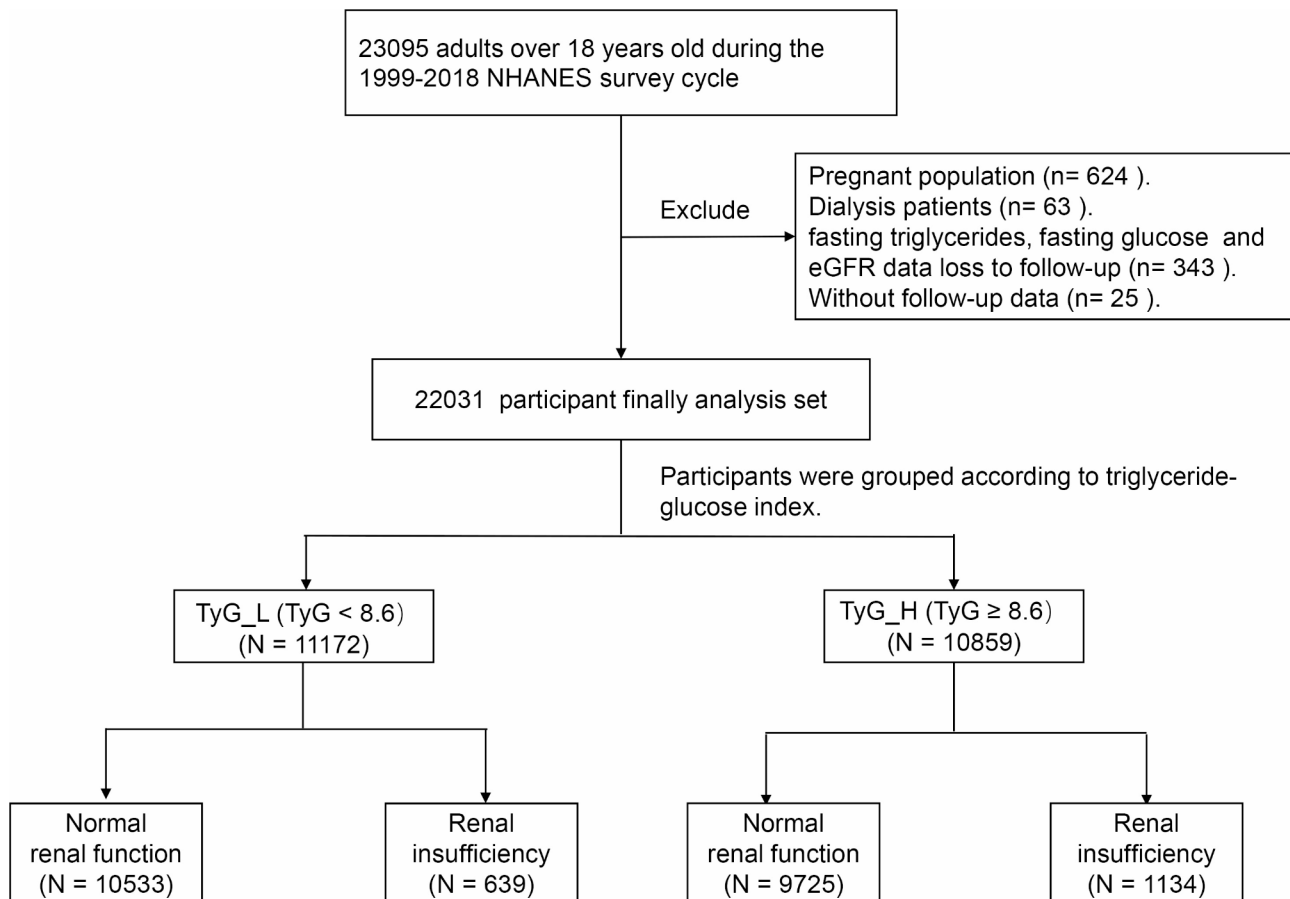 23095 adults over 18 years old during the
1999-2018 NHANES survey cycle
Exclude
Pregnant population (n= 624 ).
Dialysis patients (n= 63 ).
fasting triglycerides, fasting glucose and
eGFR data loss to follow-up (n= 343 ).
Without follow-up data (n= 25 ).
22031 participant finally analysis set
Participants were grouped according to triglyceride-
glucose index.
TyG_L (TyG < 8.6)
(N = 11172)
TyG_H (TyG ≥ 8.6)
(N = 10859)
Normal
renal function
(N = 10533)
Renal
insufficiency
(N = 639)
Normal
renal function
(N = 9725)
Renal
insufficiency
(N = 1134)